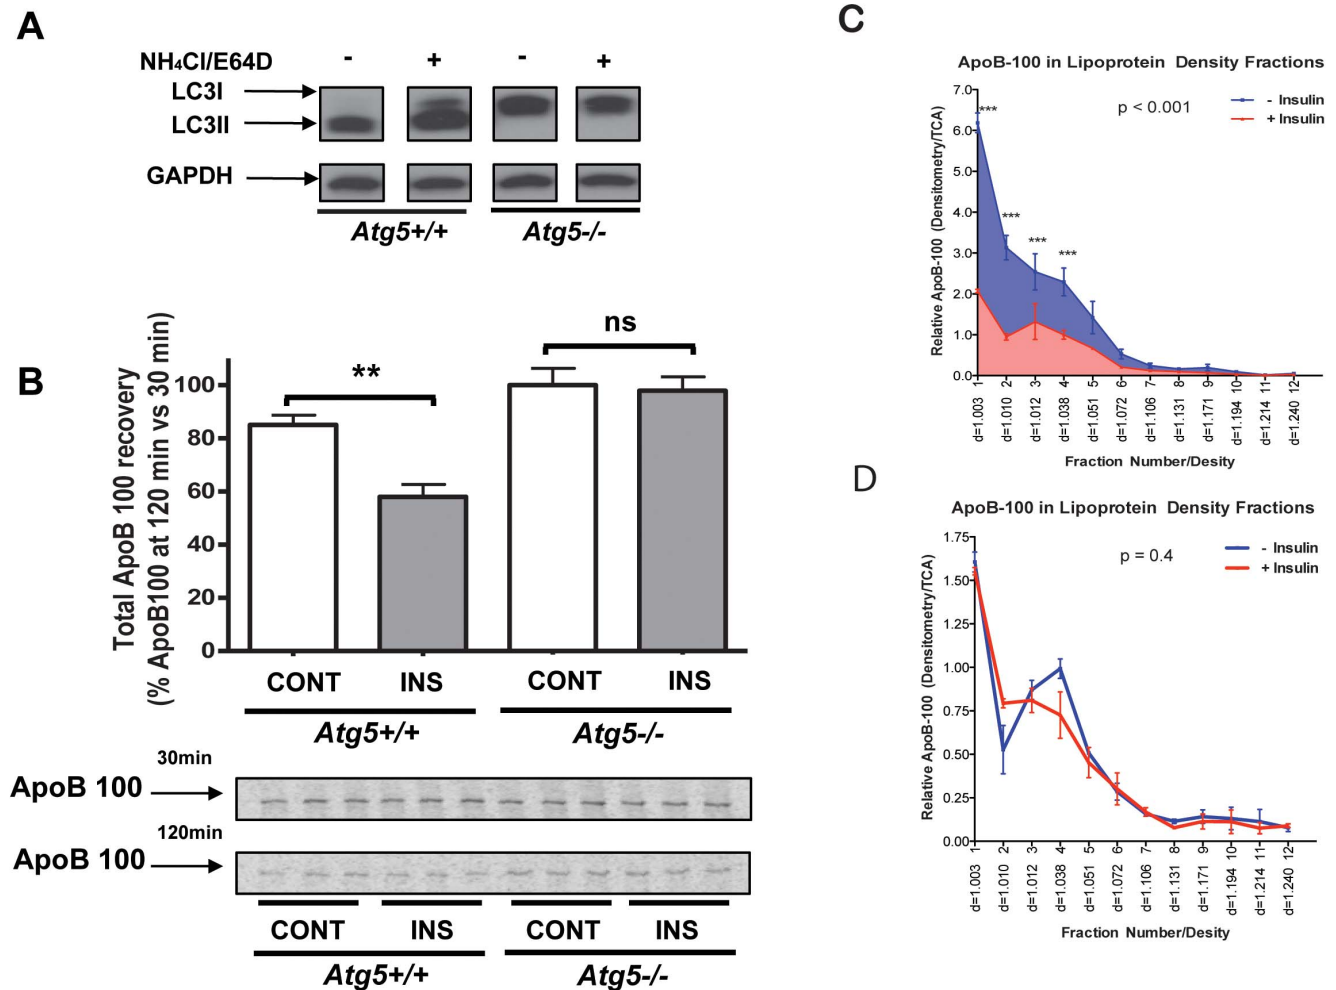 A
NH₄Cl/E64D - + - +
LC3I
LC3II
GAPDH
Atg5+/+ Atg5-/-
B
Total ApoB 100 recovery
(% ApoB100 at 120 min vs 30 min)
100
80
60
40
20
0
** ns
CONT INS CONT INS
Atg5+/+ Atg5-/-
30min
ApoB 100
120min
ApoB 100
CONT INS CONT INS
Atg5+/+ Atg5-/-
C
ApoB-100 in Lipoprotein Density Fractions
p < 0.001
- Insulin
+ Insulin
Relative ApoB-100 (Densitometry/TCA)
7.0
6.0
5.0
4.0
3.0
2.0
1.0
0.0
***
***
***
***
d=1.003 1
d=1.010 2
d=1.012 3
d=1.038 4
d=1.051 5
d=1.072 6
d=1.106 7
d=1.131 8
d=1.171 9
d=1.194 10
d=1.214 11
d=1.240 12
Fraction Number/Desity
D
ApoB-100 in Lipoprotein Density Fractions
p = 0.4
- Insulin
+ Insulin
Relative ApoB-100 (Densitometry/TCA)
1.75
1.50
1.25
1.00
0.75
0.50
0.25
0.00
d=1.003 1
d=1.010 2
d=1.012 3
d=1.038 4
d=1.051 5
d=1.072 6
d=1.106 7
d=1.131 8
d=1.171 9
d=1.194 10
d=1.214 11
d=1.240 12
Fraction Number/Desity